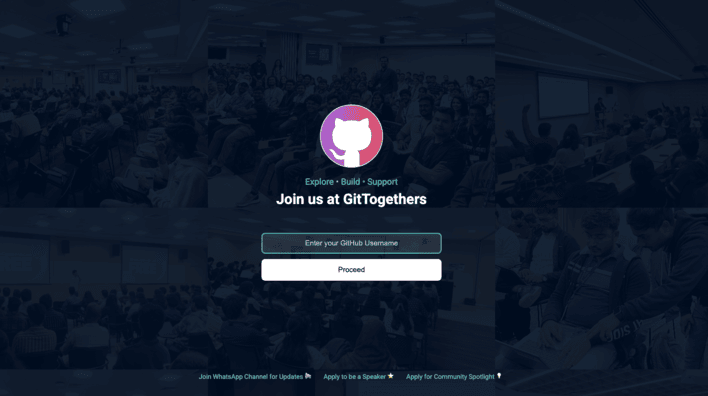 Explore • Build • Support
Join us at GitTogethers
Enter your GitHub Username
Proceed
Join WhatsApp Channel for Updates
Apply to be a Speaker
Apply for Community Spotlight